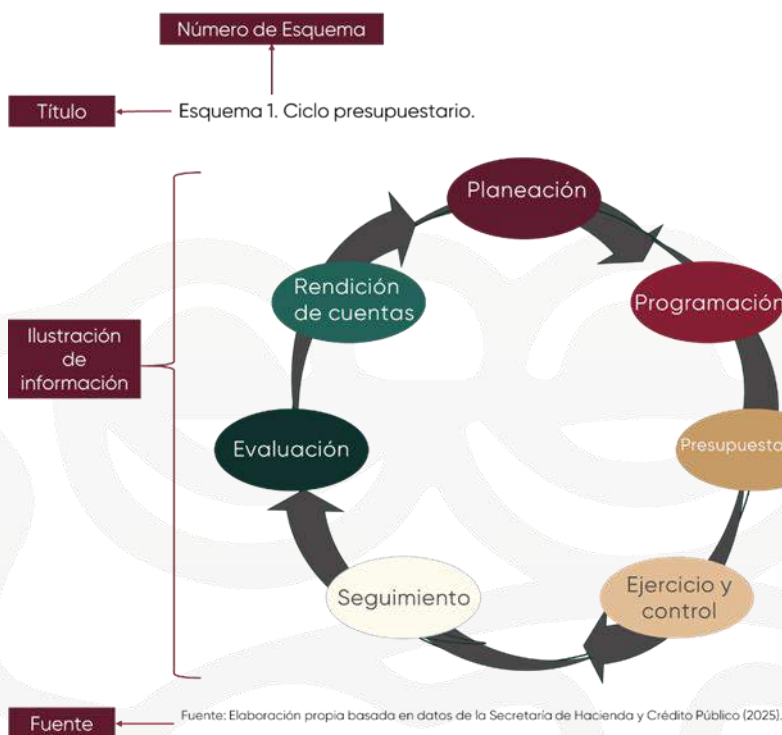 Número de Esquema
Título
Esquema 1. Ciclo presupuestario.
Planeación
Rendición
de cuentas
Programación
Ilustración
de
información
Evaluación
Presupuesta
Seguimiento
Ejercicio y
control
Fuente
Fuente: Elaboración propia basada en datos de la Secretaría de Hacienda y Crédito Público (2025).